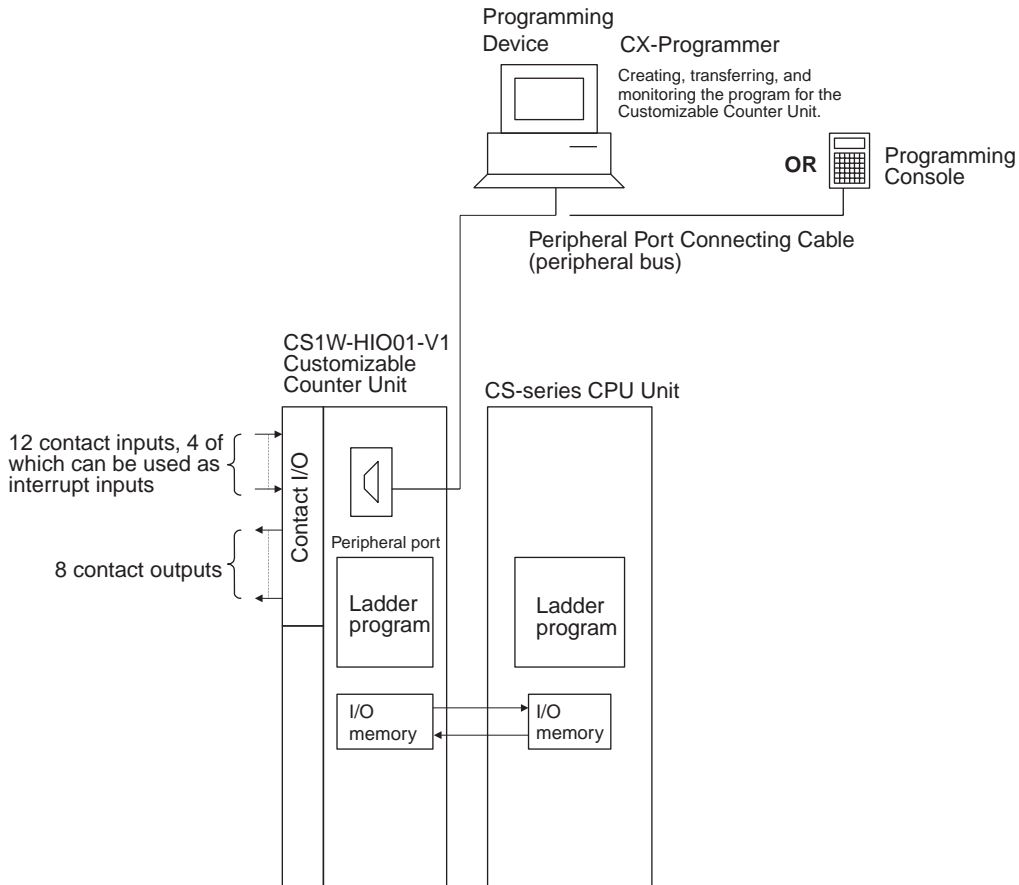 Programming
Device
CX-Programmer
Creating, transferring, and
monitoring the program for the
Customizable Counter Unit.
OR
Programming
Console
Peripheral Port Connecting Cable
(peripheral bus)
CS1W-HIO01-V1
Customizable
Counter Unit
CS-series CPU Unit
12 contact inputs, 4 of
which can be used as
interrupt inputs
Contact I/O
8 contact outputs
Peripheral port
Ladder
program
Ladder
program
I/O
memory
I/O
memory